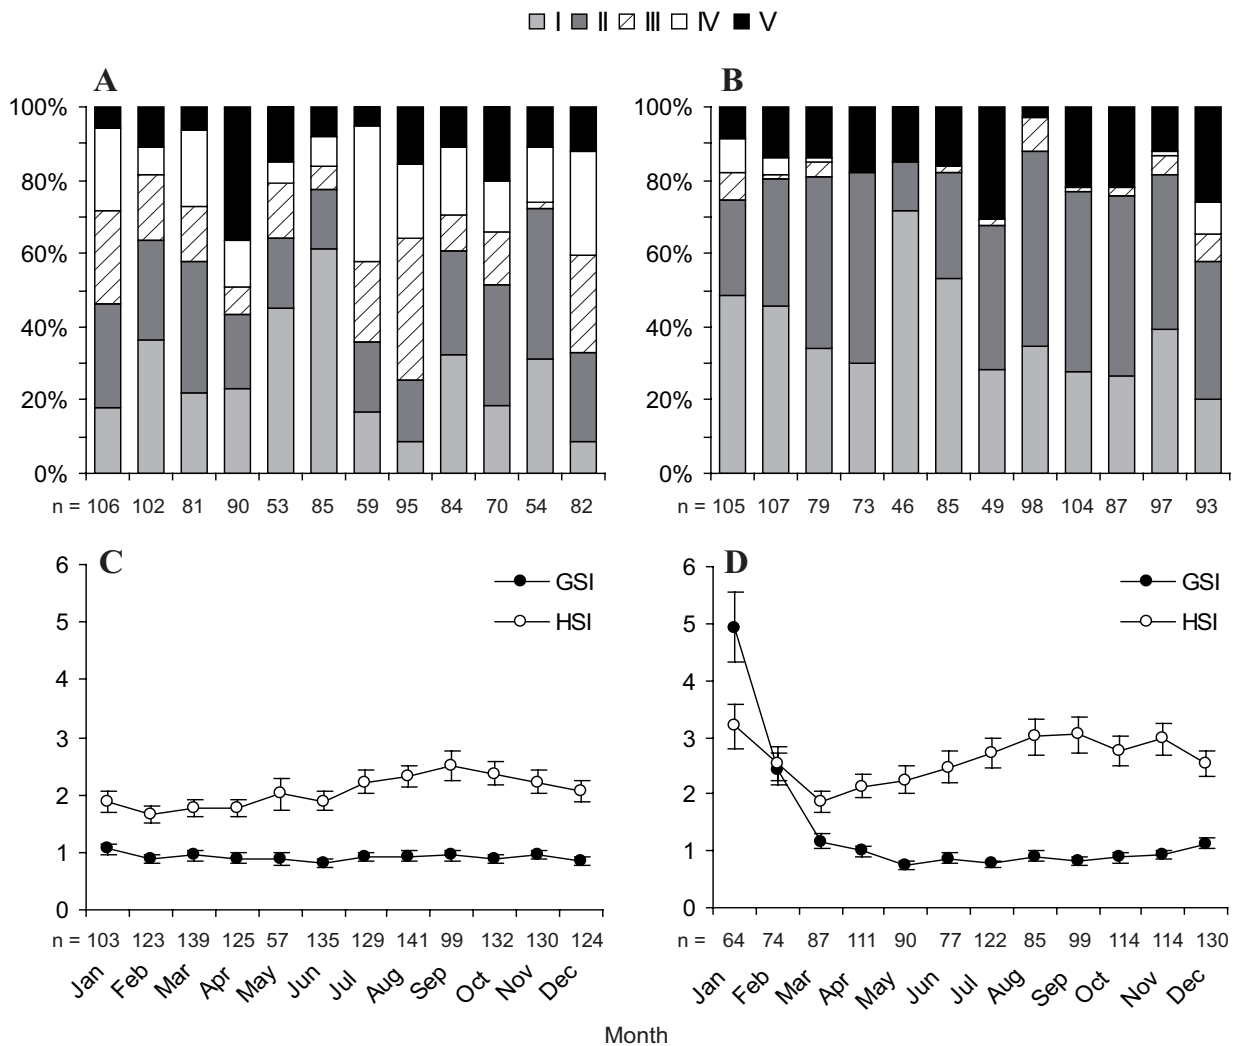 I II III IV V
A B
100% 100%
80% 80%
60% 60%
40% 40%
20% 20%
0% 0%
n = 106 102 81 90 53 85 59 95 84 70 54 82
n = 105 107 79 73 46 85 49 98 104 87 97 93
C
6
5
4
3
2
1
0
GSI
HSI
n = 103 123 139 125 57 135 129 141 99 132 130 124
Jan Feb Mar Apr May Jun Jul Aug Sep Oct Nov Dec
D
6
5
4
3
2
1
0
GSI
HSI
n = 64 74 87 111 90 77 122 85 99 114 114 130
Jan Feb Mar Apr May Jun Jul Aug Sep Oct Nov Dec
Month